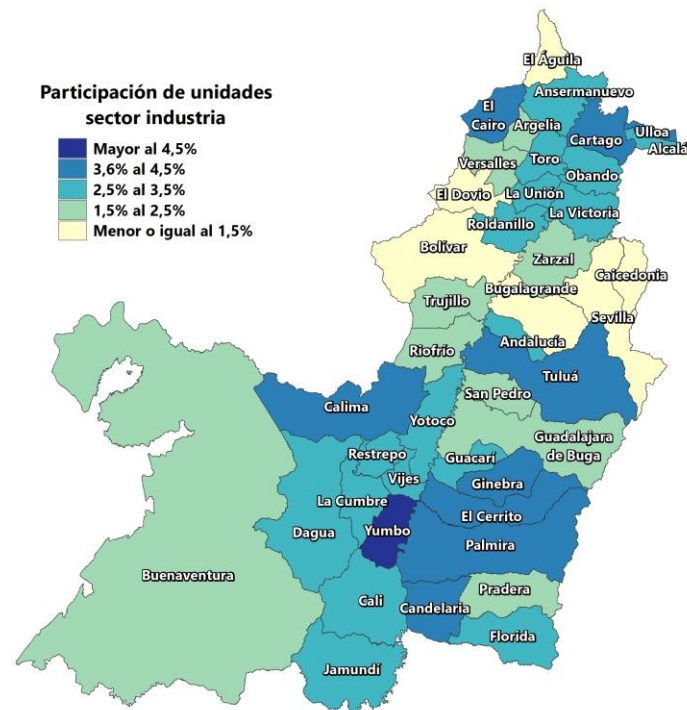 Participación de unidades
sector industria
Mayor al 4,5%
3,6% al 4,5%
2,5% al 3,5%
1,5% al 2,5%
Menor o igual al 1,5%
El Águila
Ansermanuevo
El
Cairo
Argelia
Cartago
Ulloa
Alcalá
Versalles
Toro
Obando
El Dovio
La Unión
La Victoria
Roldanillo
Bolívar
Zarzal
Caicedonia
Bugalagrande
Trujillo
Sevilla
Andalucía
Riofrío
Tuluá
San Pedro
Calima
Yotoco
Guadalajara
de Buga
Restrepo
Guacarí
Vijes
Ginebra
La Cumbre
El Cerrito
Dagua
Yumbo
Palmira
Buenaventura
Pradera
Cali
Candelaria
Florida
Jamundí